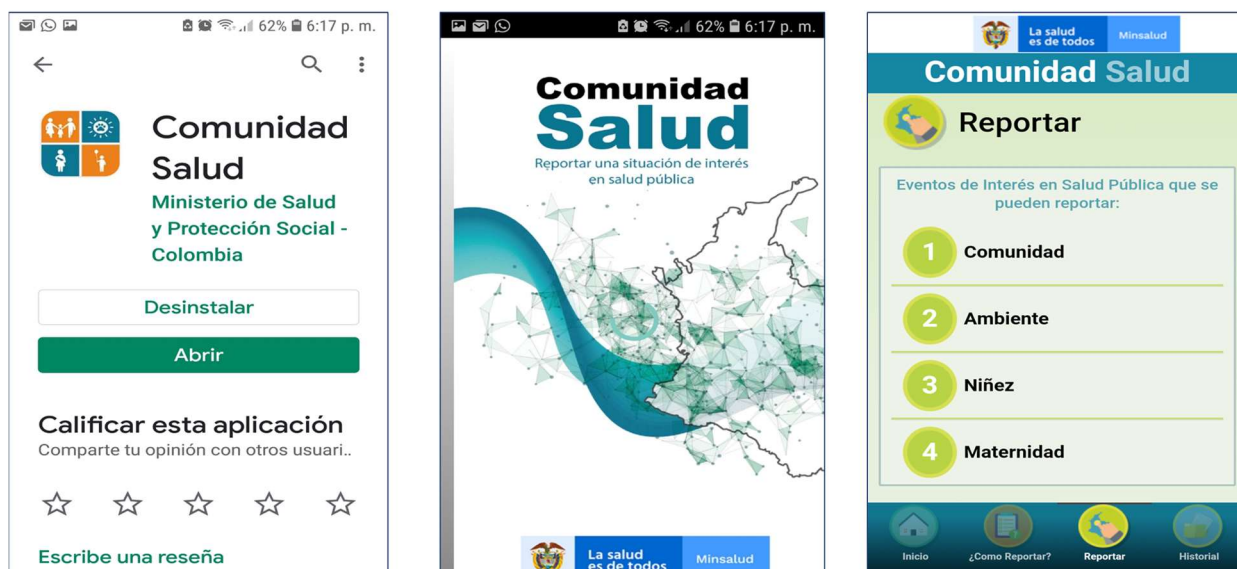 62% 6:17 p. m.
Comunidad
Salud
Ministerio de Salud
y Protección Social -
Colombia
Desinstalar
Abrir
Calificar esta aplicación
Comparte tu opinión con otros usuari..
Escribe una reseña
62% 6:17 p. m.
Comunidad
Salud
Reportar una situación de interés
en salud pública
La salud
es de todos
Minsalud
La salud
es de todos
Minsalud
Comunidad Salud
Reportar
Eventos de Interés en Salud Pública que se
pueden reportar:
1 Comunidad
2 Ambiente
3 Niñez
4 Maternidad
Inicio ¿Como Reportar? Reportar Historial